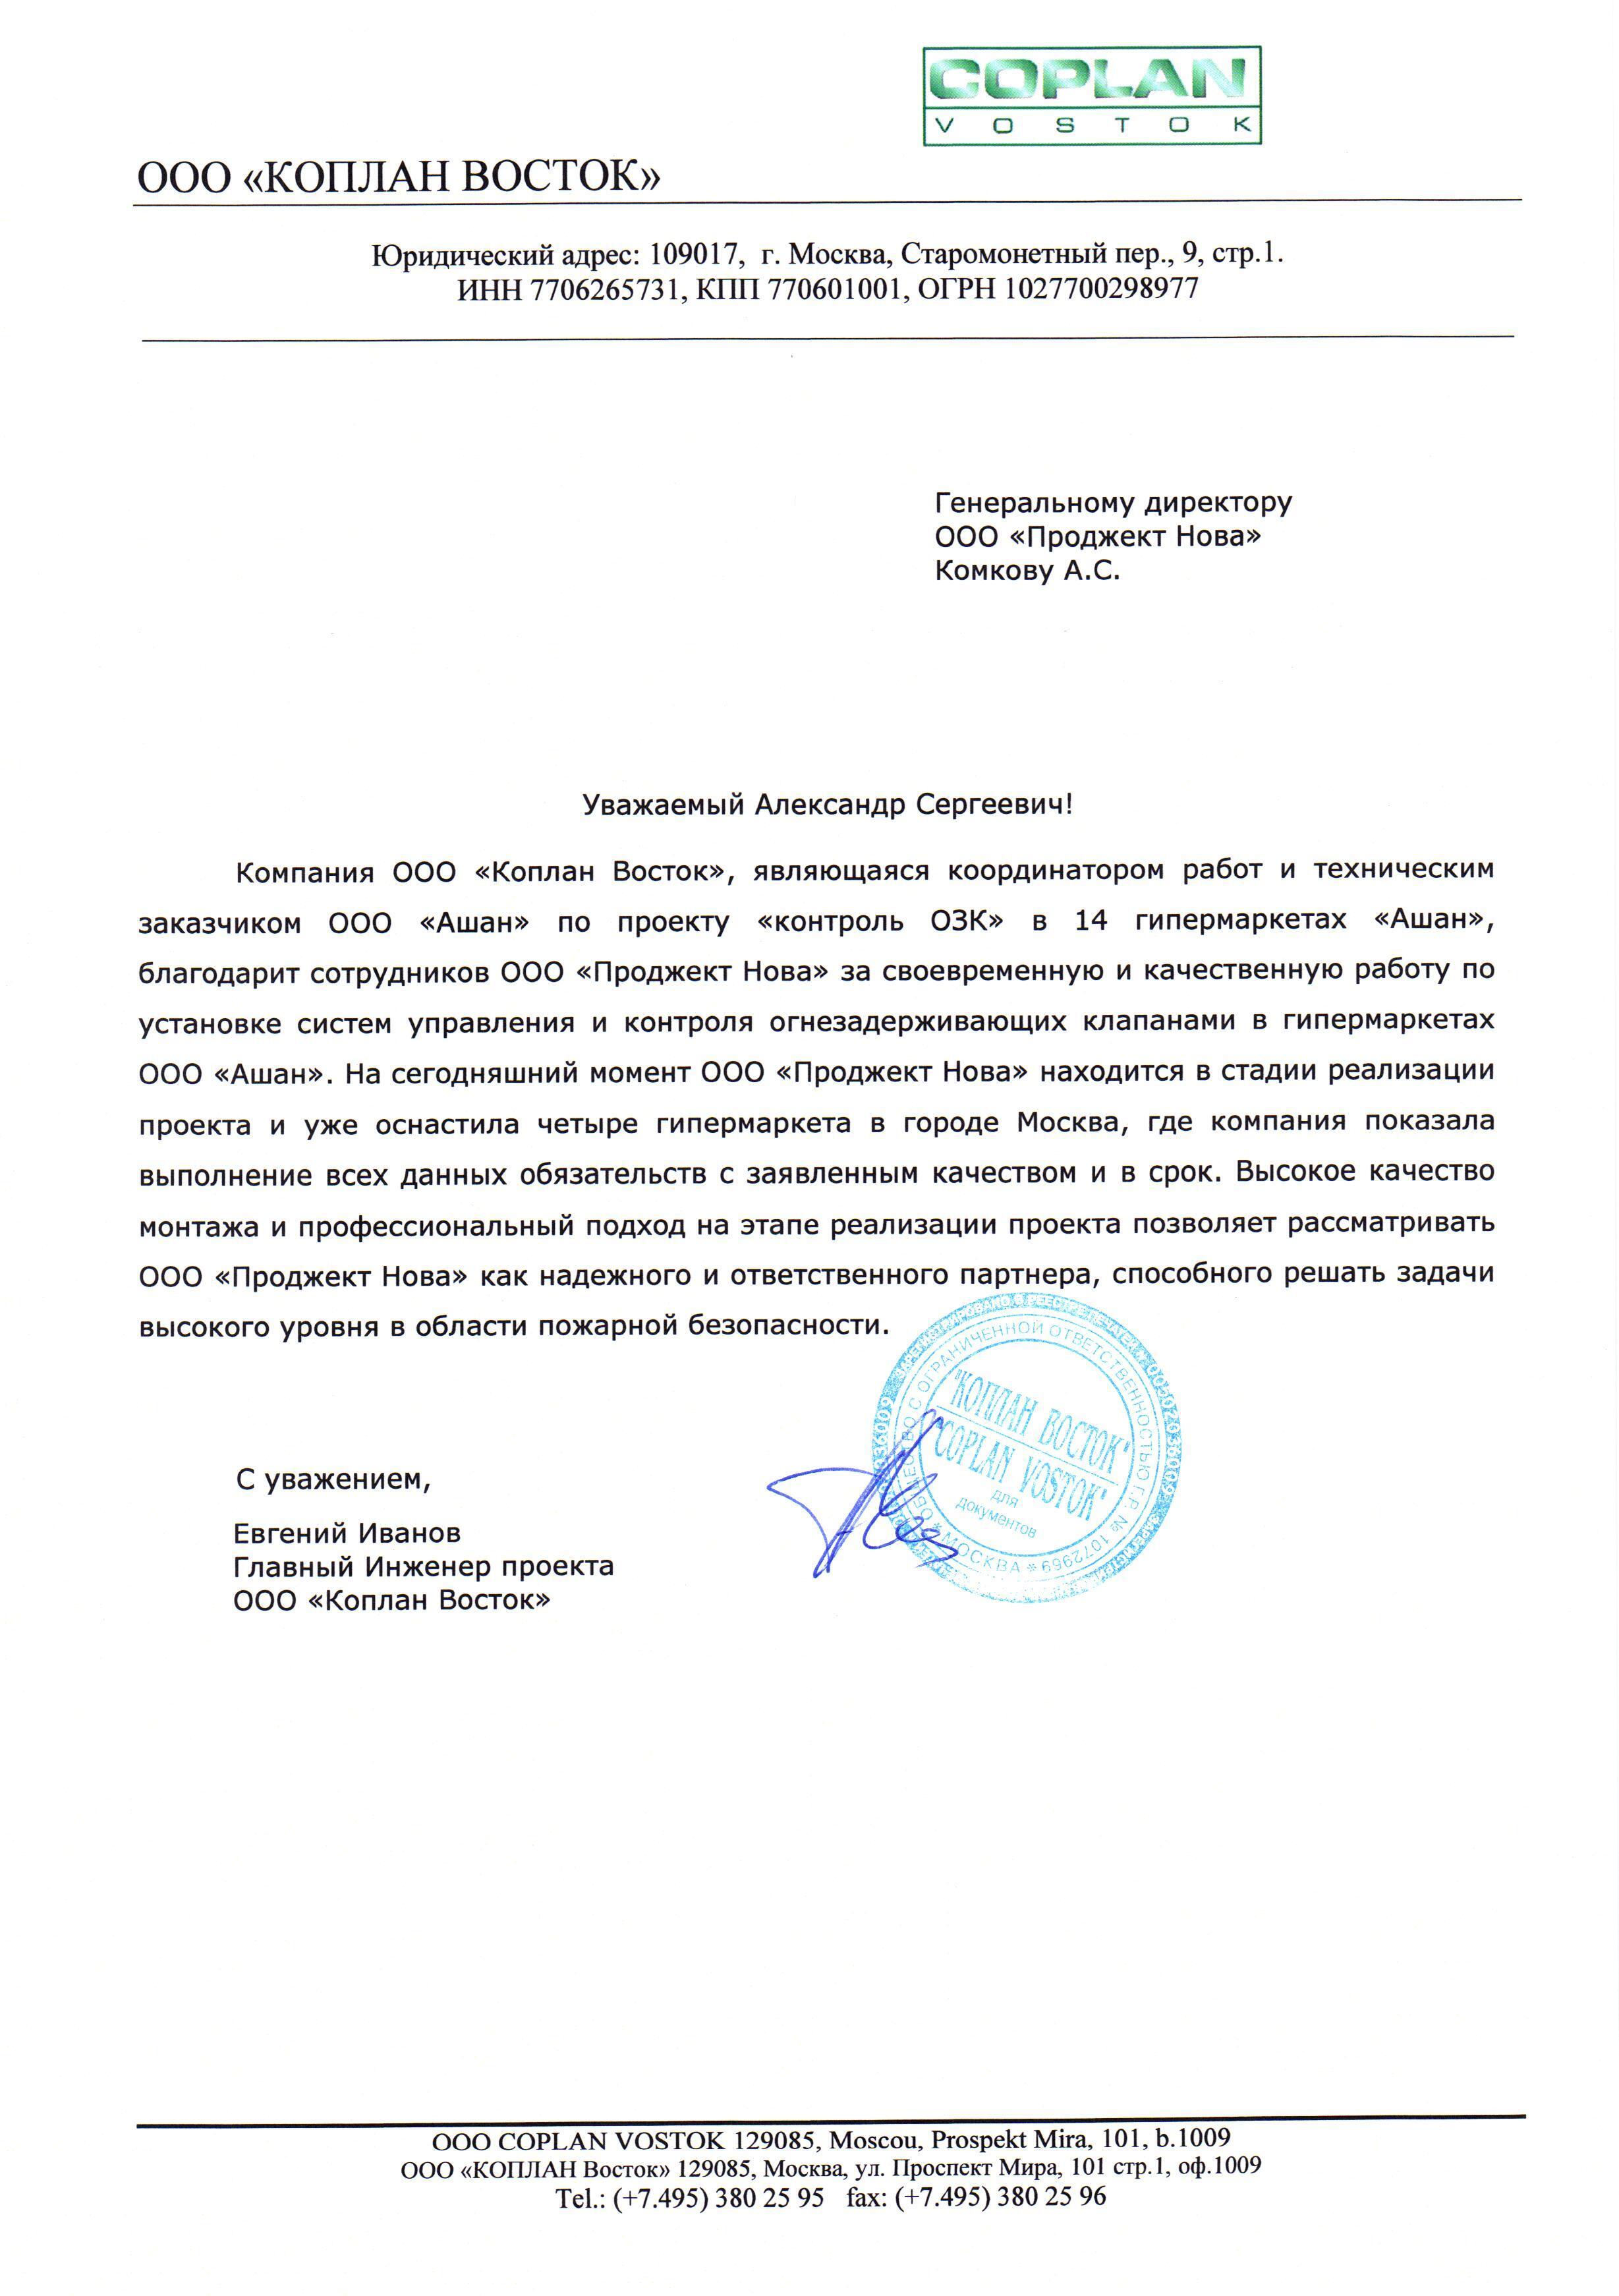 COPLAN
VOSTOK
ООО «КОПЛАН ВОСТОК»
Юридический адрес: 109017, г. Москва, Старомонетный пер., 9, стр.1.
ИНН 7706265731, КПП 770601001, ОГРН 1027700298977
Генеральному директору
ООО «Проджект Нова»
Комкову А.С.
Уважаемый Александр Сергеевич!
Компания ООО «Коплан Восток», являющаяся координатором работ и техническим
заказчиком ООО «Ашан» по проекту «контроль ОЗК» в 14 гипермаркетах «Ашан»,
благодарит сотрудников ООО «Проджект Нова» за своевременную и качественную работу по
установке систем управления и контроля огнезадерживающих клапанами в гипермаркетах
ООО «Ашан». На сегодняшний момент ООО «Проджект Нова» находится в стадии реализации
проекта и уже оснастила четыре гипермаркета в городе Москва, где компания показала
выполнение всех данных обязательств с заявленным качеством и в срок. Высокое качество
монтажа и профессиональный подход на этапе реализации проекта позволяет рассматривать
ООО «Проджект Нова» как надежного и ответственного партнера, способного решать задачи
высокого уровня в области пожарной безопасности.
ОБЩЕСТВО С ОГРАНИЧЕННОЙ ОТВЕТСТВЕННОСТЬЮ Г.Р. № 1072969 * МОСКВА *
"КОПЛАН ВОСТОК"
"COPLAN VOSTOK"
для
документов
С уважением,
Евгений Иванов
Главный Инженер проекта
ООО «Коплан Восток»
ООО COPLAN VOSTOK 129085, Moscou, Prospekt Mira, 101, b.1009
ООО «КОПЛАН Восток» 129085, Москва, ул. Проспект Мира, 101 стр.1, оф.1009
Tel.: (+7.495) 380 25 95 fax: (+7.495) 380 25 96